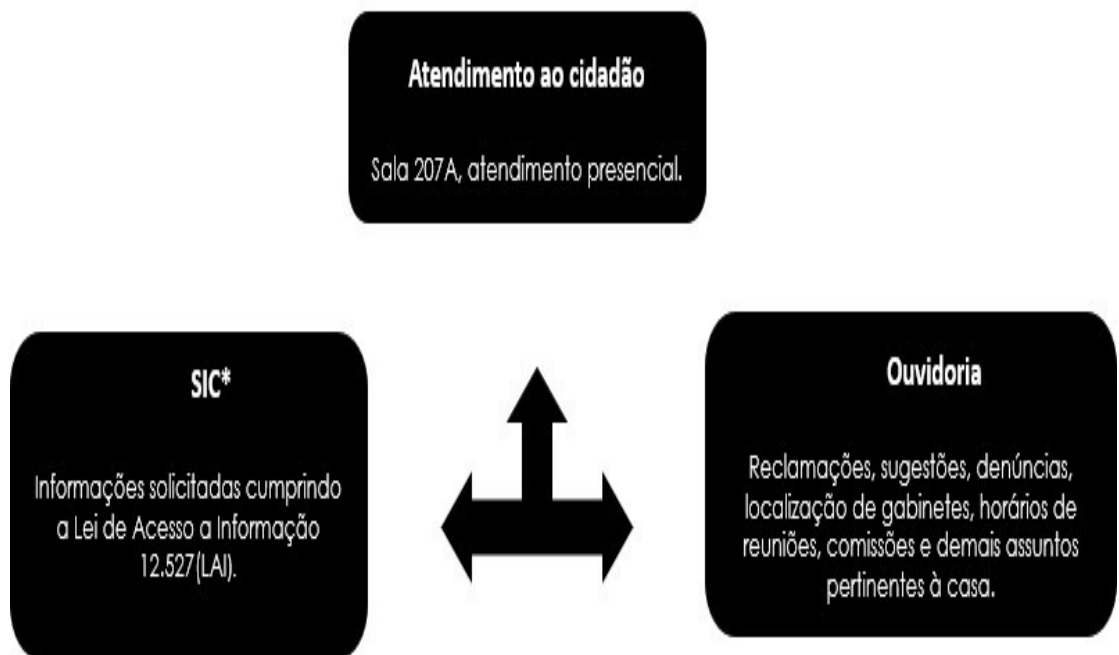 Atendimento ao cidadão
Sala 207A, atendimento presencial.
SIC*
Informações solicitadas cumprindo
a Lei de Acesso a Informação
12.527(LAI).
Ouvidoria
Reclamações, sugestões, denúncias,
localização de gabinetes, horários de
reuniões, comissões e demais assuntos
pertinentes à casa.